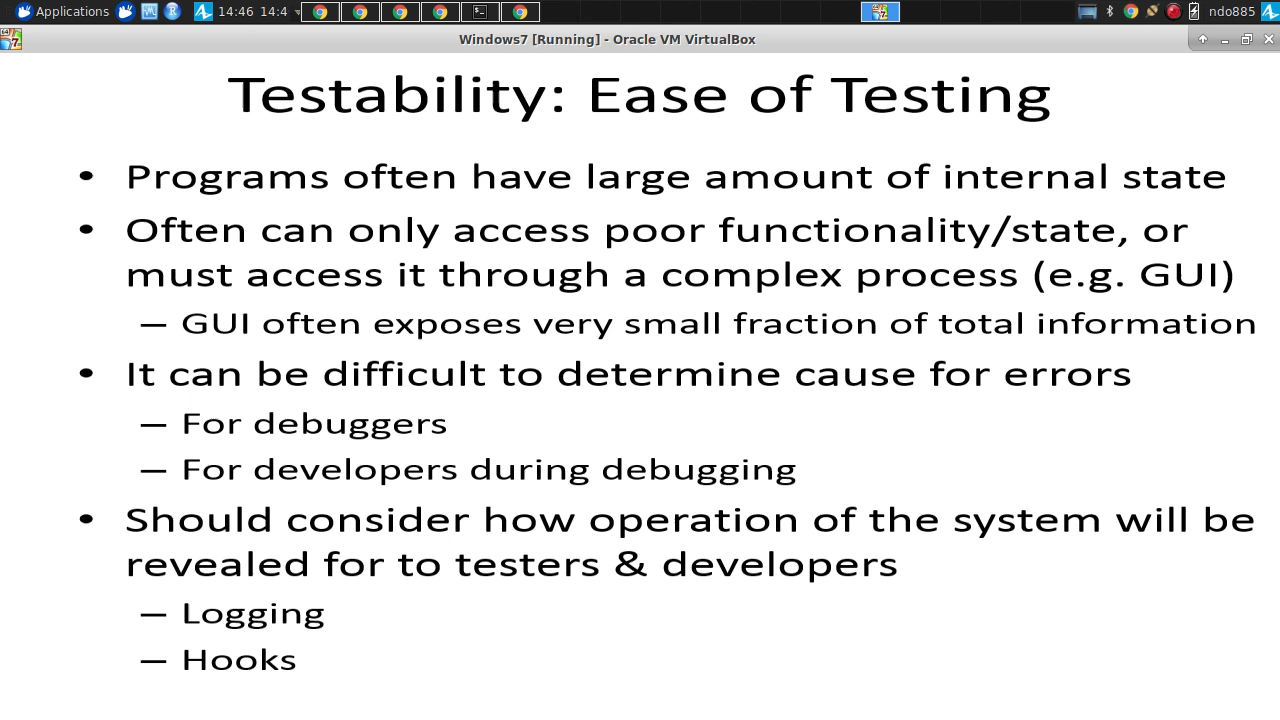 Applications 14:46 14:4 ndo885
Windows7 [Running] - Oracle VM VirtualBox
Testability: Ease of Testing
• Programs often have large amount of internal state
• Often can only access poor functionality/state, or
must access it through a complex process (e.g. GUI)
– GUI often exposes very small fraction of total information
• It can be difficult to determine cause for errors
– For debuggers
– For developers during debugging
• Should consider how operation of the system will be
revealed for to testers & developers
– Logging
– Hooks